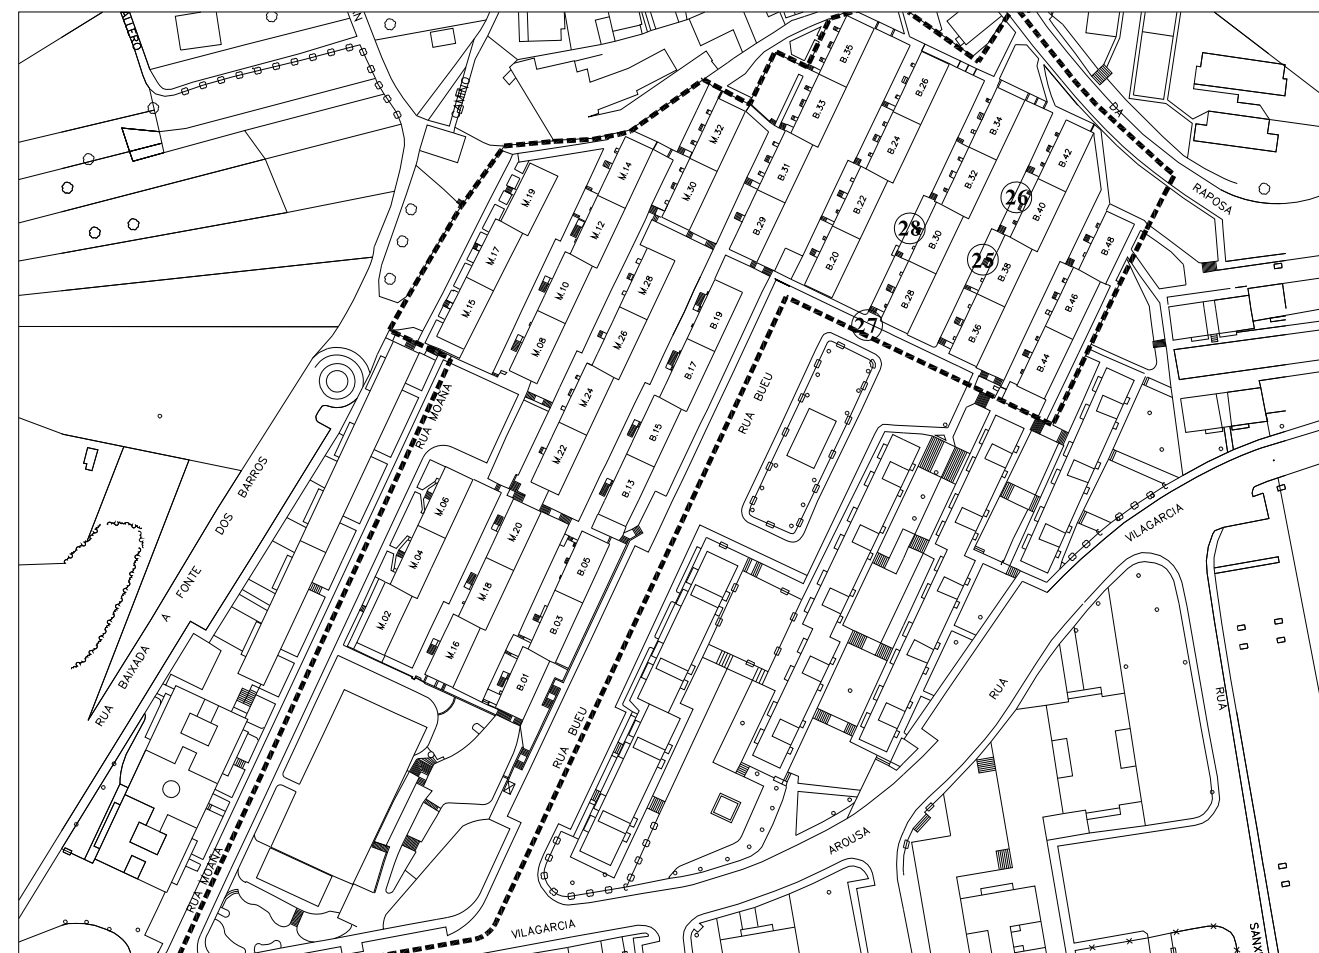 ALLERO
CAMINO
DA
RAPOSA
B.35
B.33
B.31
B.29
B.26
B.24
B.22
B.20
B.34
B.32
B.30
B.28
B.42
B.40
B.38
B.36
B.48
B.46
B.44
26
28
25
27
M.32
M.30
M.28
M.26
M.24
M.22
M.20
M.18
M.16
M.14
M.12
M.10
M.08
M.19
M.17
M.15
M.06
M.04
M.02
B.19
B.17
B.15
B.13
B.05
B.03
B.01
RUA MOAÑA
RUA BUEU
DOS BARROS
RUA BAIXADA A FONTE
RUA BUEU
RUA MOAÑA
VILAGARCIA
RUA
VILAGARCIA
AROUSA
RUA
SANX